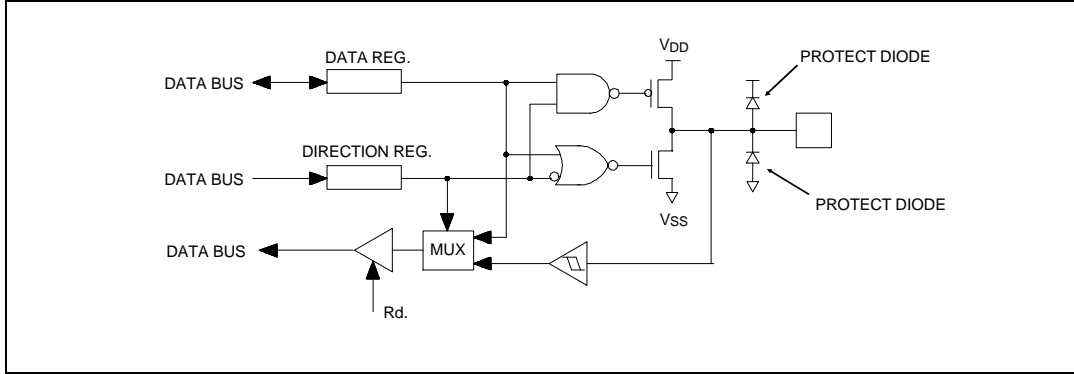 VDD
PROTECT DIODE
DATA REG.
DATA BUS
DIRECTION REG.
DATA BUS
PROTECT DIODE
VSS
DATA BUS
MUX
Rd.